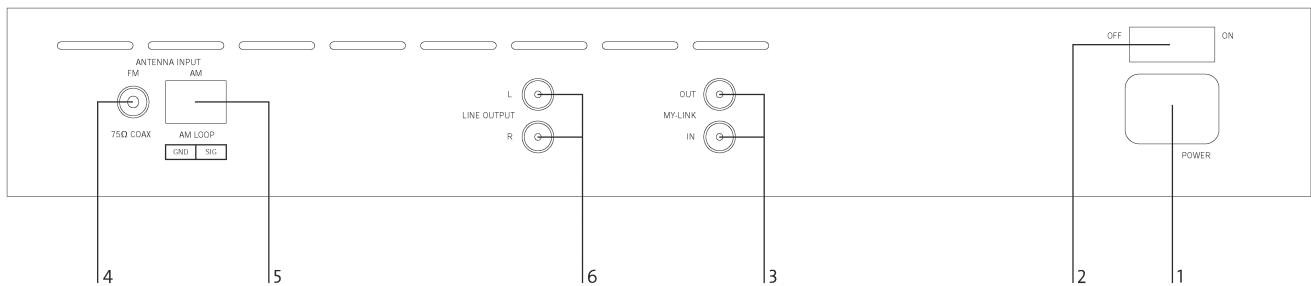 OFF ON
ANTENNA INPUT
FM AM
L OUT
LINE OUTPUT MY-LINK
75Ω COAX AM LOOP R IN
GND SIG
POWER
4 5 6 3 2 1